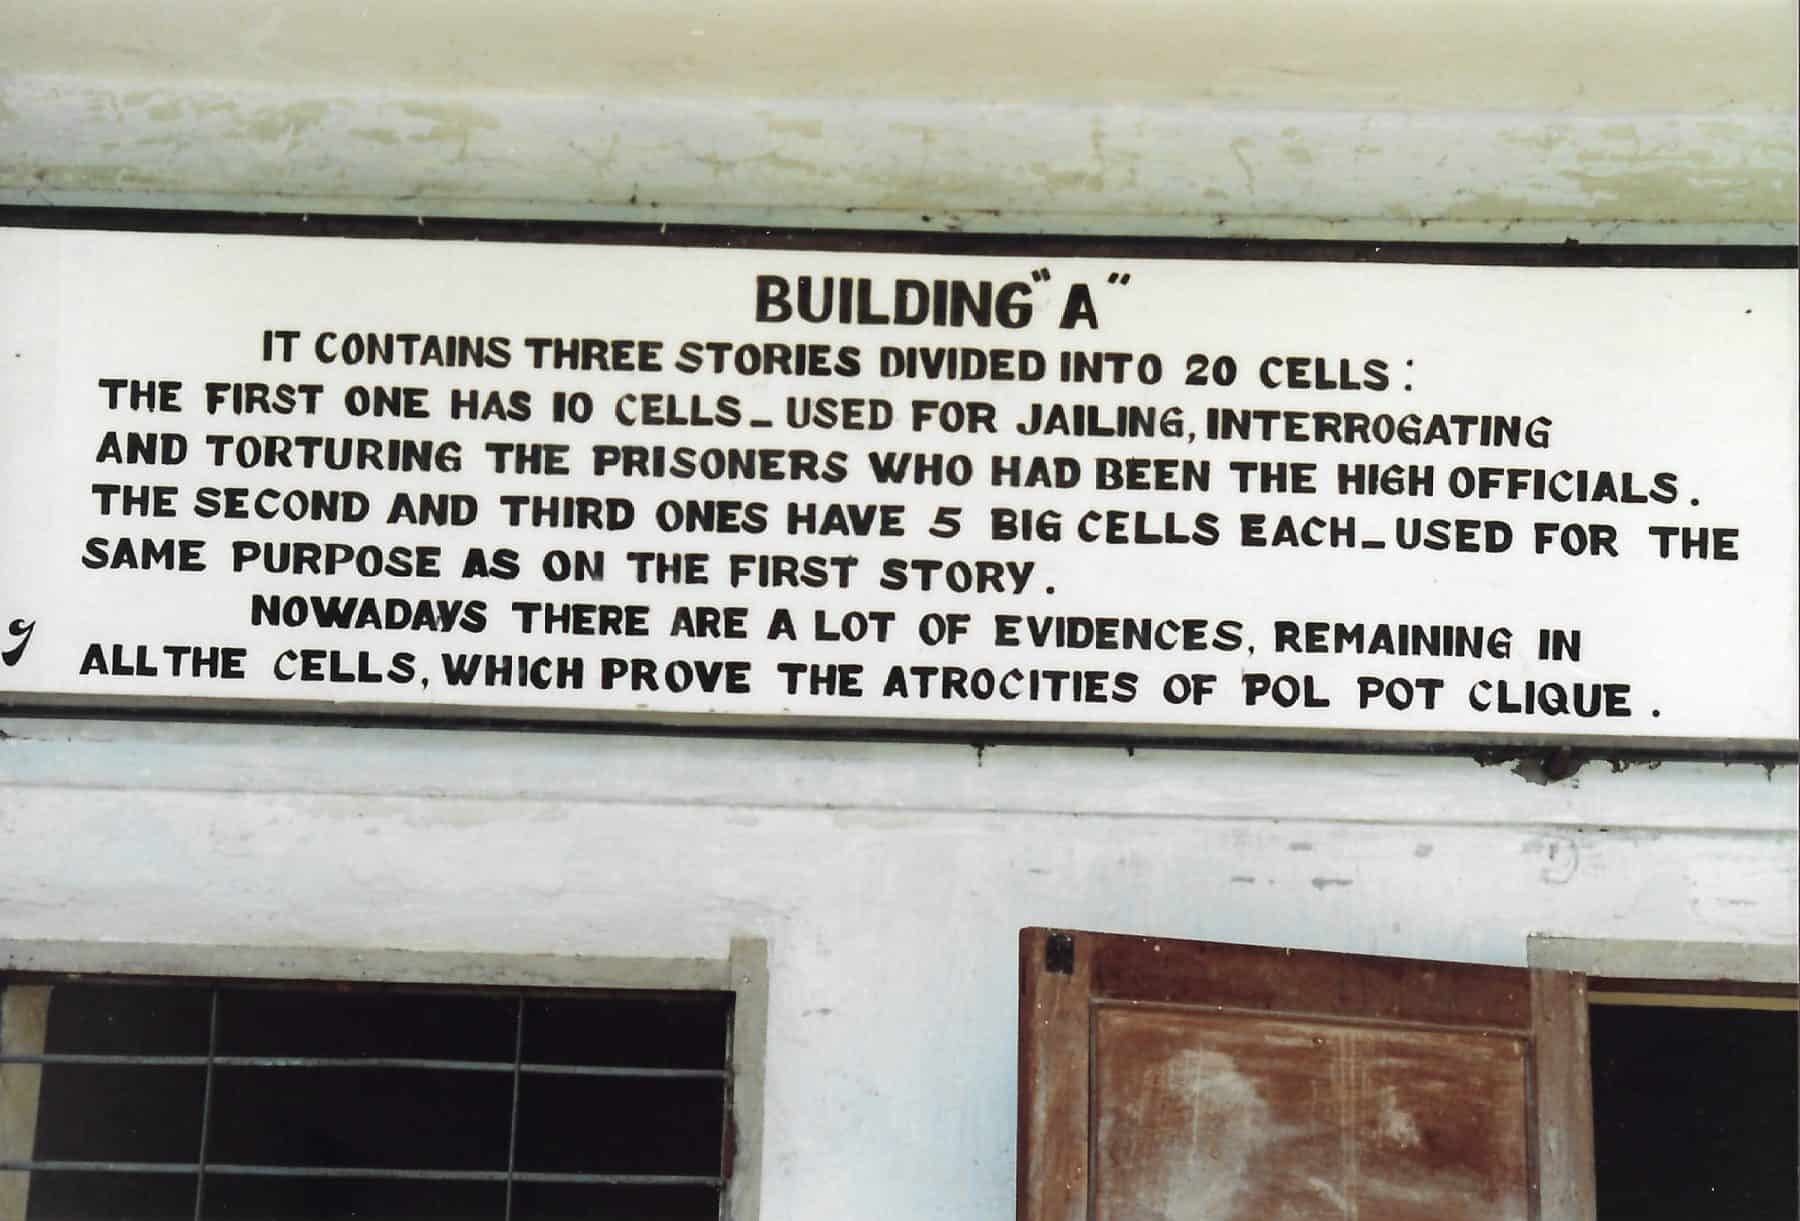 BUILDING "A"
IT CONTAINS THREE STORIES DIVIDED INTO 20 CELLS:
THE FIRST ONE HAS 10 CELLS_USED FOR JAILING, INTERROGATING
AND TORTURING THE PRISONERS WHO HAD BEEN THE HIGH OFFICIALS.
THE SECOND AND THIRD ONES HAVE 5 BIG CELLS EACH_USED FOR THE
SAME PURPOSE AS ON THE FIRST STORY.
NOWADAYS THERE ARE A LOT OF EVIDENCES, REMAINING IN
ALL THE CELLS, WHICH PROVE THE ATROCITIES OF POL POT CLIQUE.